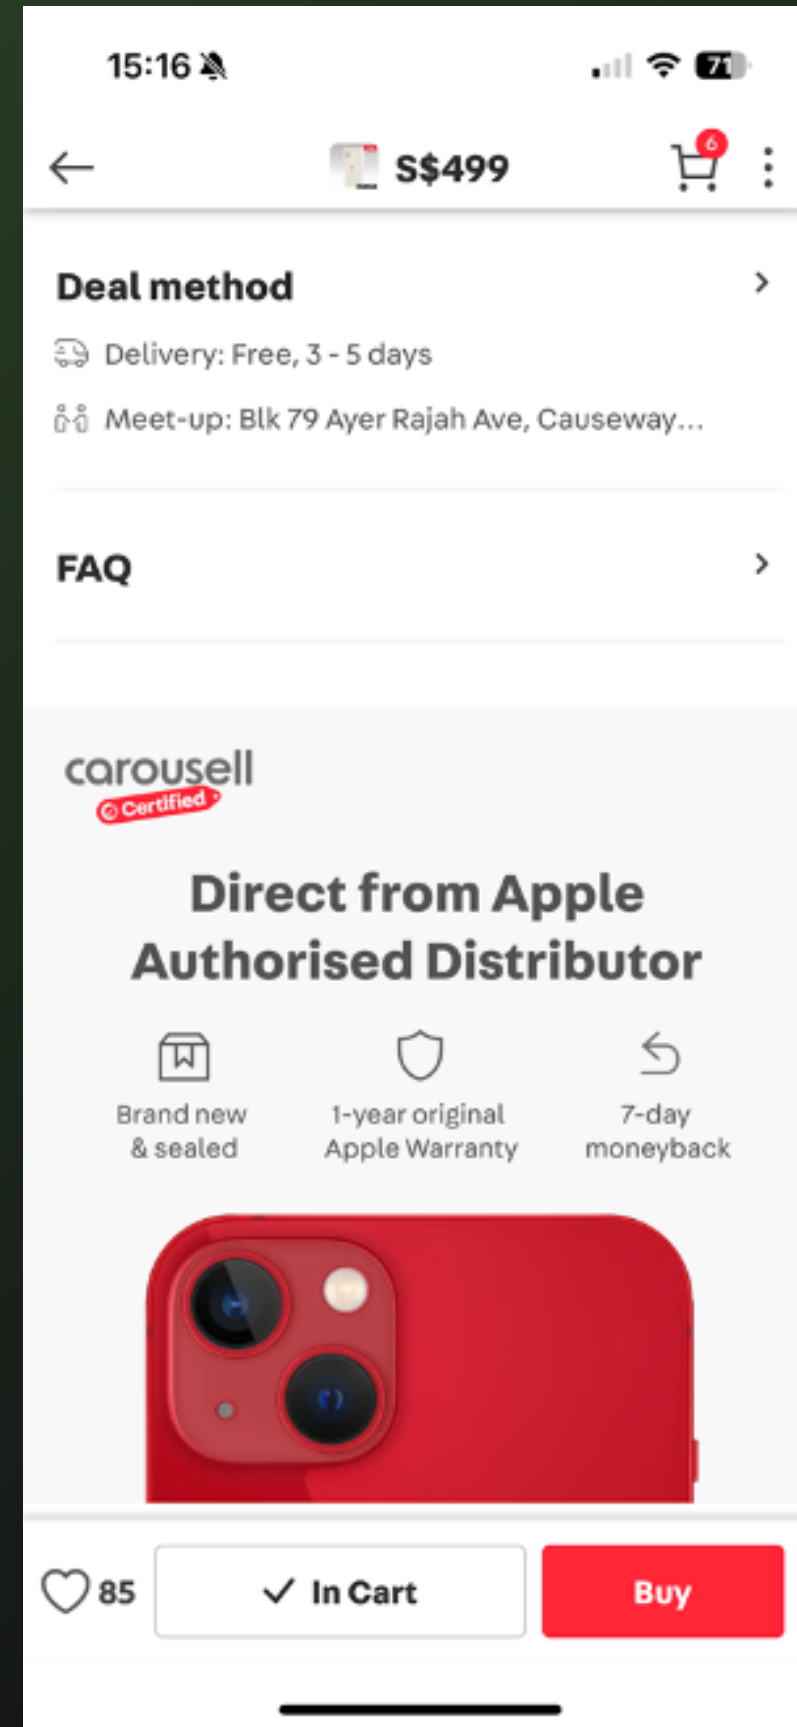 15:16
71
S$499
6
Deal method
Delivery: Free, 3 - 5 days
Meet-up: Blk 79 Ayer Rajah Ave, Causeway...
FAQ
carousell
Certified
Direct from Apple
Authorised Distributor
Brand new
& sealed
1-year original
Apple Warranty
7-day
moneyback
85
In Cart
Buy